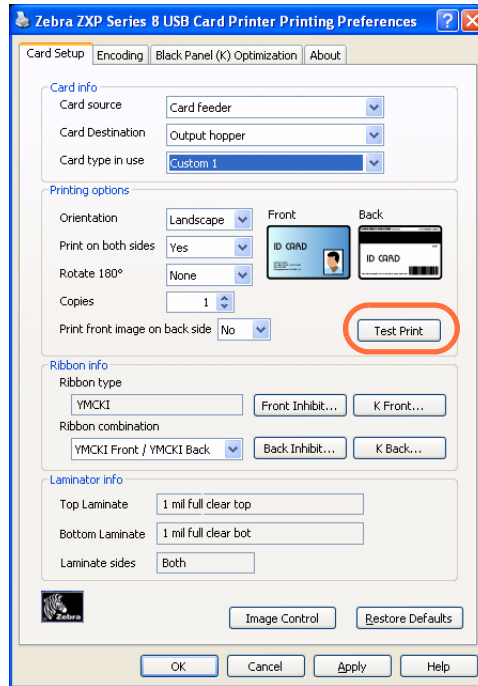 Zebra ZXP Series 8 USB Card Printer Printing Preferences
Card Setup Encoding Black Panel (K) Optimization About
Card info
Card source Card feeder
Card Destination Output hopper
Card type in use Custom 1
Printing options
Orientation Landscape Front Back
Print on both sides Yes
ID CARD ID CARD
Rotate 180° None
Copies 1
Print front image on back side No Test Print
Ribbon info
Ribbon type
YMCKI Front Inhibit... K Front...
Ribbon combination
YMCKI Front / YMCKI Back Back Inhibit... K Back...
Laminator info
Top Laminate 1 mil full clear top
Bottom Laminate 1 mil full clear bot
Laminate sides Both
Zebra Image Control Restore Defaults
OK Cancel Apply Help